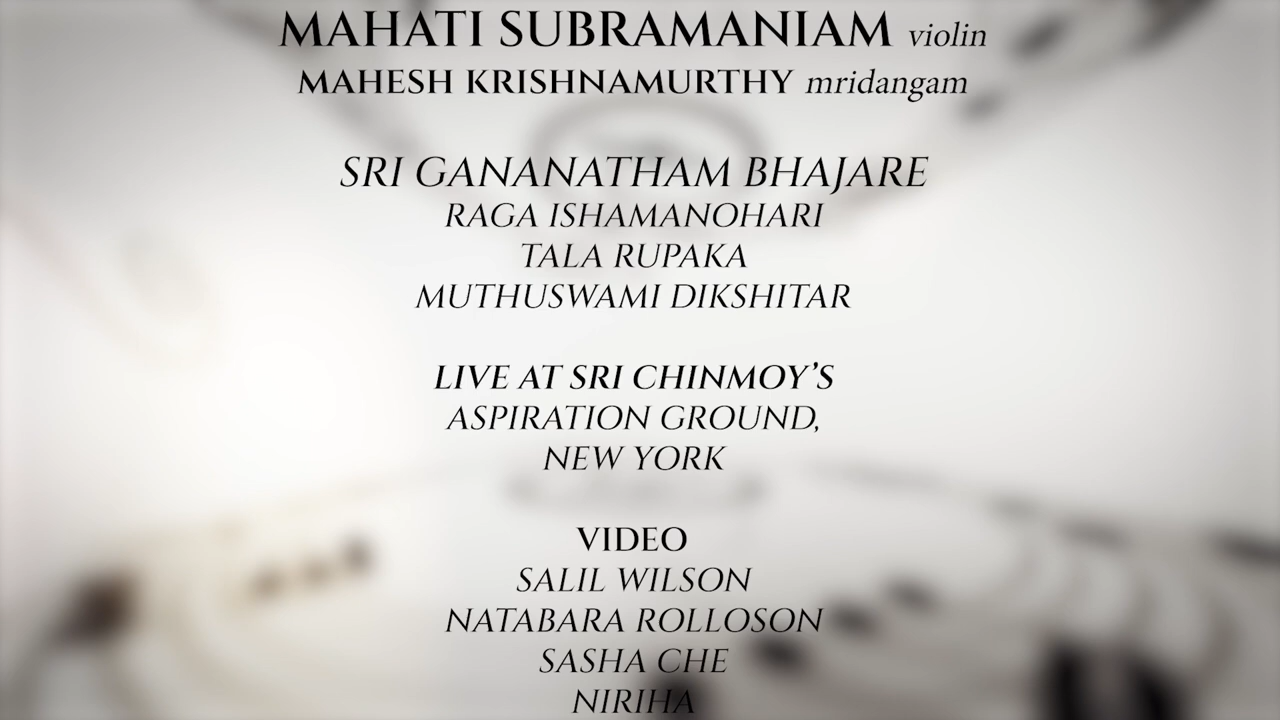 MAHATI SUBRAMANIAM violin
MAHESH KRISHNAMURTHY mridangam
SRI GANANATHAM BHAJARE
RAGA ISHAMANOHARI
TALA RUPAKA
MUTHUSWAMI DIKSHITAR
LIVE AT SRI CHINMOY'S
ASPIRATION GROUND,
NEW YORK
VIDEO
SALIL WILSON
NATABARA ROLLOSON
SASHA CHE
NIRIHA